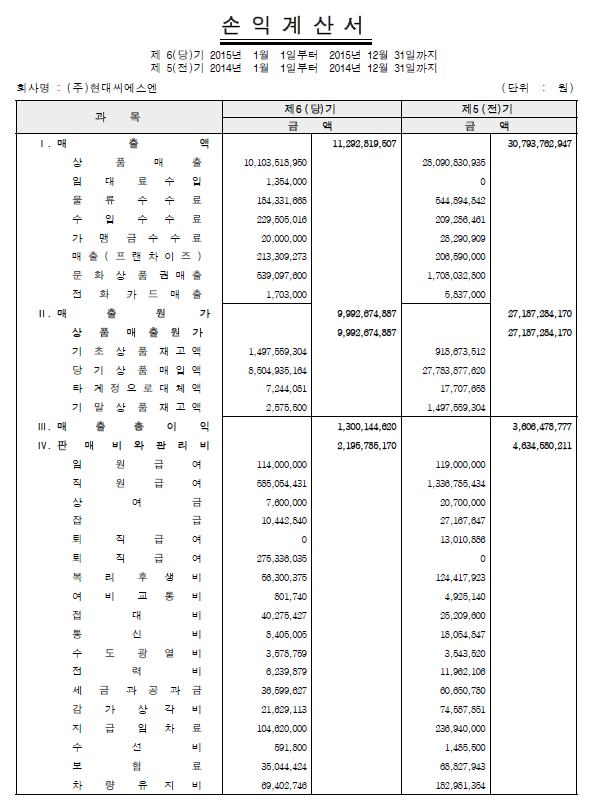 손 익 계 산 서
제 6(당)기 2015년 1월 1일부터 2015년 12월 31일까지
제 5(전)기 2014년 1월 1일부터 2014년 12월 31일까지
회사명 : (주)현대씨에스엔 (단위 : 원)
과 목 제6(당)기 제5(전)기
금 액 금 액
Ⅰ.매 출 액 11,292,819,507 30,793,762,947
상 품 매 출 10,103,518,950 28,090,830,935
임 대 료 수 입 1,354,000 0
물 류 수 수 료 184,331,668 544,894,842
수 입 수 수 료 229,505,016 209,286,461
가 맹 금 수 수 료 20,000,000 28,290,909
매출(프랜차이즈) 213,309,273 206,590,000
문 화 상 품 권 매 출 539,097,600 1,708,032,800
전 화 카 드 매 출 1,703,000 5,837,000
Ⅱ.매 출 원 가 9,992,674,887 27,187,284,170
상 품 매 출 원 가 9,992,674,887 27,187,284,170
기 초 상 품 재 고 액 1,497,559,304 918,673,512
당 기 상 품 매 입 액 8,504,935,164 27,783,877,620
타 계 정 으 로 대 체 액 7,244,081 17,707,658
기 말 상 품 재 고 액 2,575,500 1,497,559,304
Ⅲ.매 출 총 이 익 1,300,144,620 3,606,478,777
Ⅳ.판 매 비 와 관 리 비 2,195,785,170 4,634,580,211
임 원 급 여 114,000,000 119,000,000
직 원 급 여 585,054,431 1,336,785,434
상 여 금 7,600,000 20,700,000
잡 급 10,442,840 27,167,647
퇴 직 급 여 0 13,010,886
퇴 직 급 여 275,336,035 0
복 리 후 생 비 56,300,375 124,417,923
여 비 교 통 비 801,740 4,925,140
접 대 비 40,275,427 25,209,600
통 신 비 8,405,005 18,054,847
수 도 광 열 비 3,578,759 3,543,520
전 력 비 6,239,879 11,962,106
세 금 과 공 과 금 36,599,627 60,650,780
감 가 상 각 비 21,629,113 74,587,851
지 급 임 차 료 104,620,000 236,940,000
수 선 비 591,800 1,485,500
보 험 료 35,044,424 68,827,943
차 량 유 지 비 69,402,746 182,981,354